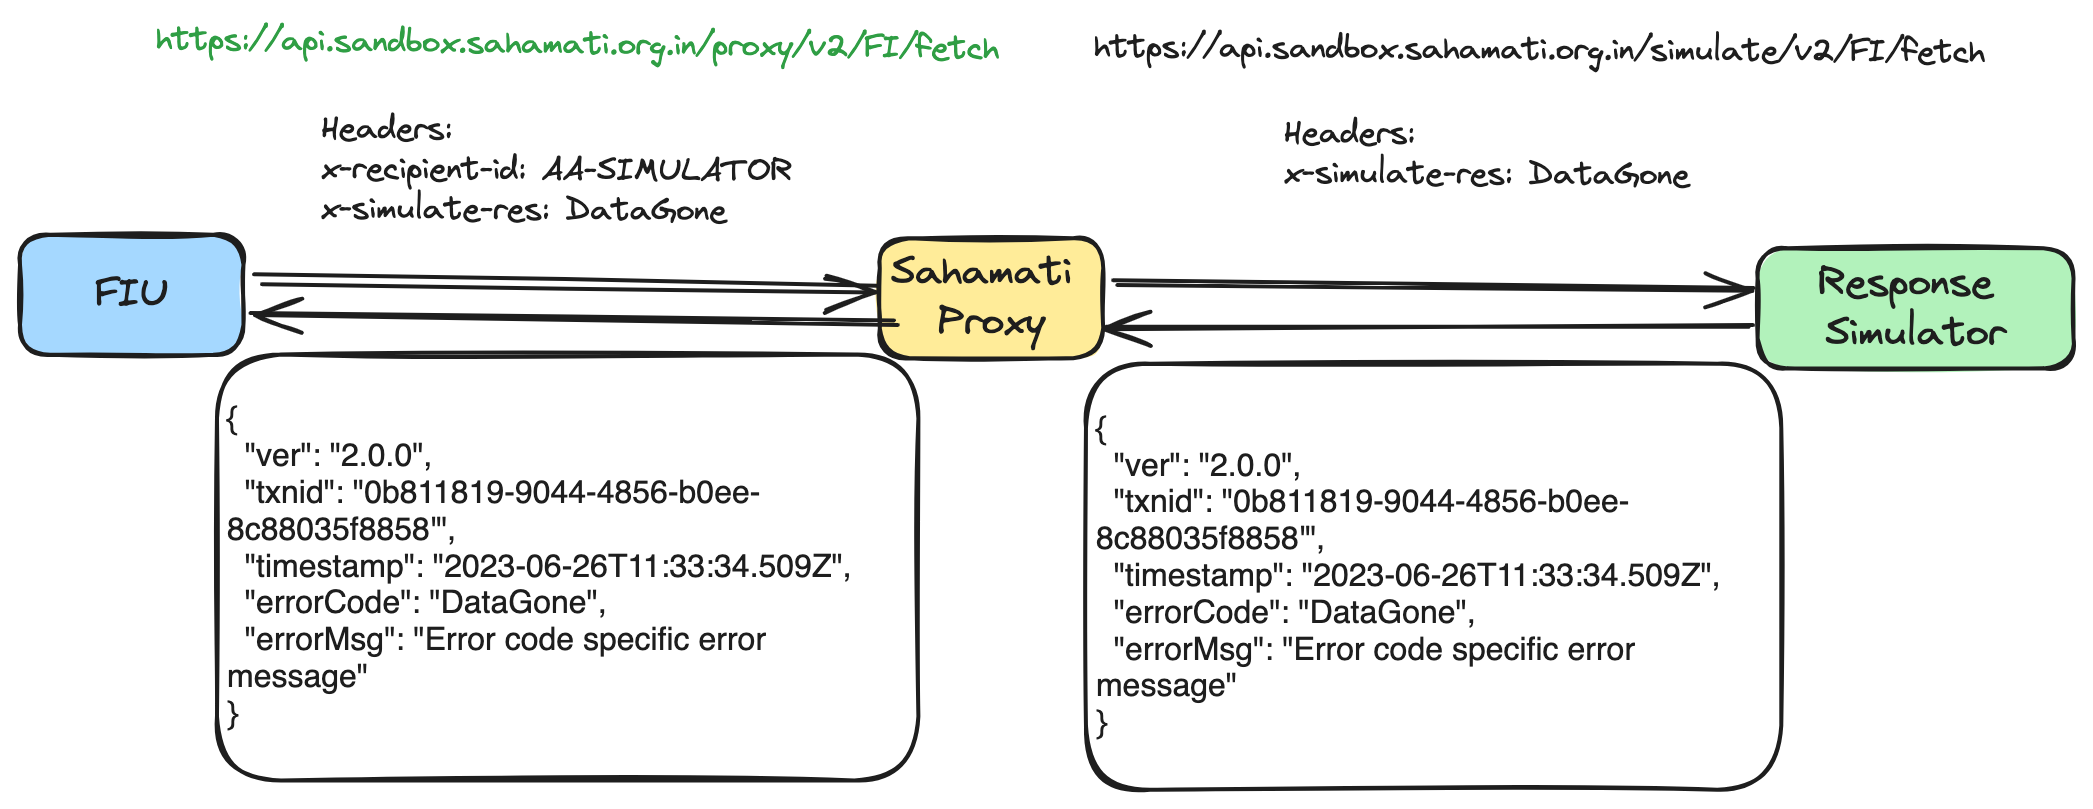 https://api.sandbox.sahamati.org.in/proxy/v2/FI/fetch
https://api.sandbox.sahamati.org.in/simulate/v2/FI/fetch
Headers:
x-recipient-id: AA-SIMULATOR
x-simulate-res: DataGone
Headers:
x-simulate-res: DataGone
FIU
Sahamati
Proxy
Response
Simulator
{
"ver": "2.0.0",
"txnid": "0b811819-9044-4856-b0ee-
8c88035f8858'",
"timestamp": "2023-06-26T11:33:34.509Z",
"errorCode": "DataGone",
"errorMsg": "Error code specific error
message"
}
{
"ver": "2.0.0",
"txnid": "0b811819-9044-4856-b0ee-
8c88035f8858'",
"timestamp": "2023-06-26T11:33:34.509Z",
"errorCode": "DataGone",
"errorMsg": "Error code specific error
message"
}